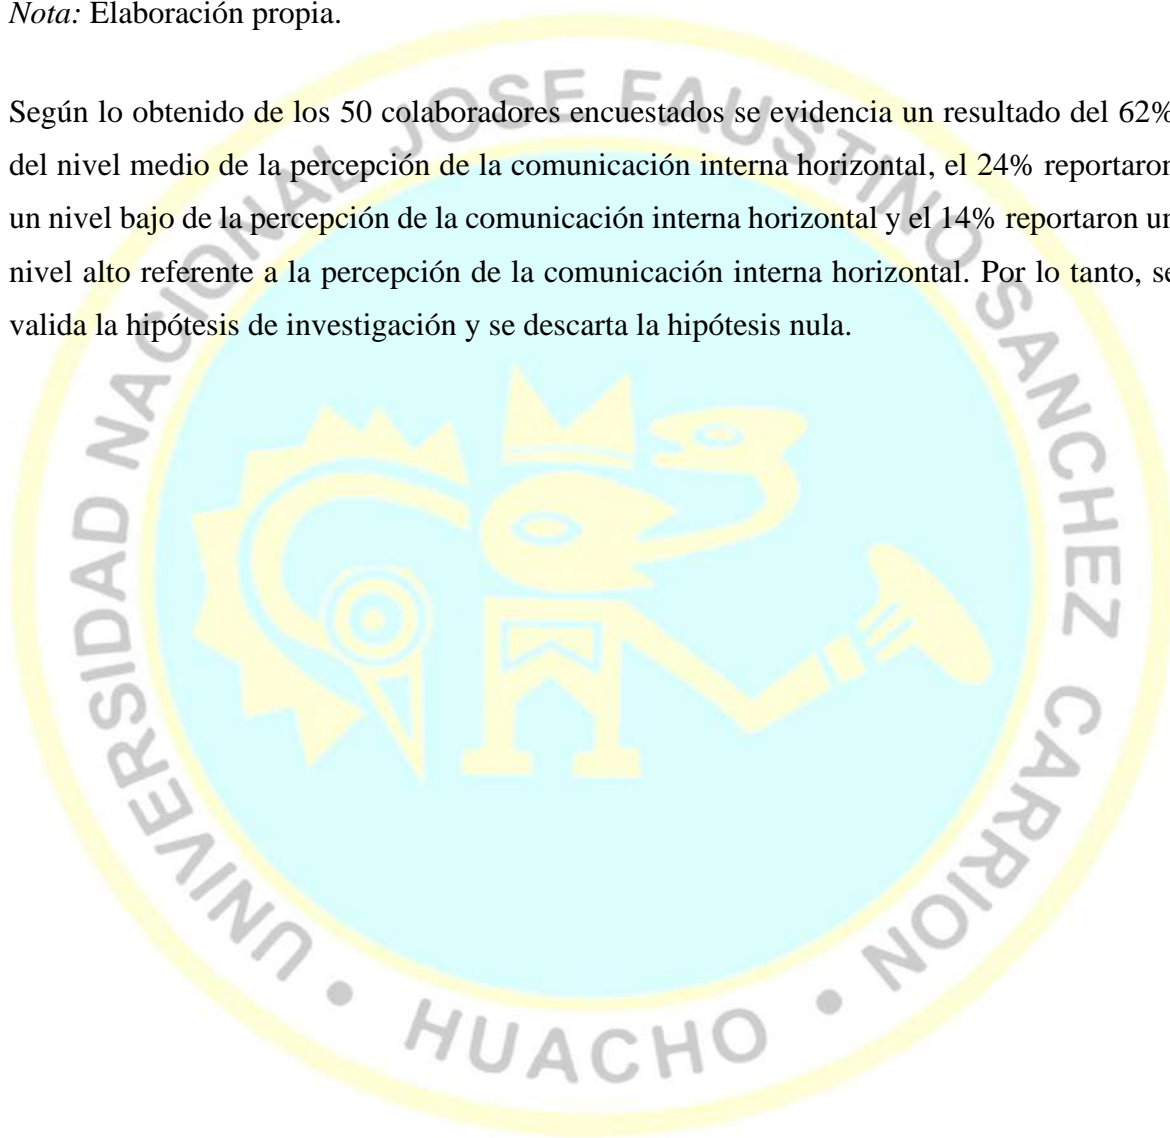 Nota: Elaboración propia.
Según lo obtenido de los 50 colaboradores encuestados se evidencia un resultado del 62%
del nivel medio de la percepción de la comunicación interna horizontal, el 24% reportaron
un nivel bajo de la percepción de la comunicación interna horizontal y el 14% reportaron un
nivel alto referente a la percepción de la comunicación interna horizontal. Por lo tanto, se
valida la hipótesis de investigación y se descarta la hipótesis nula.
UNIVERSIDAD NACIONAL JOSE FAUSTINO SANCHEZ CARRION
• HUACHO •